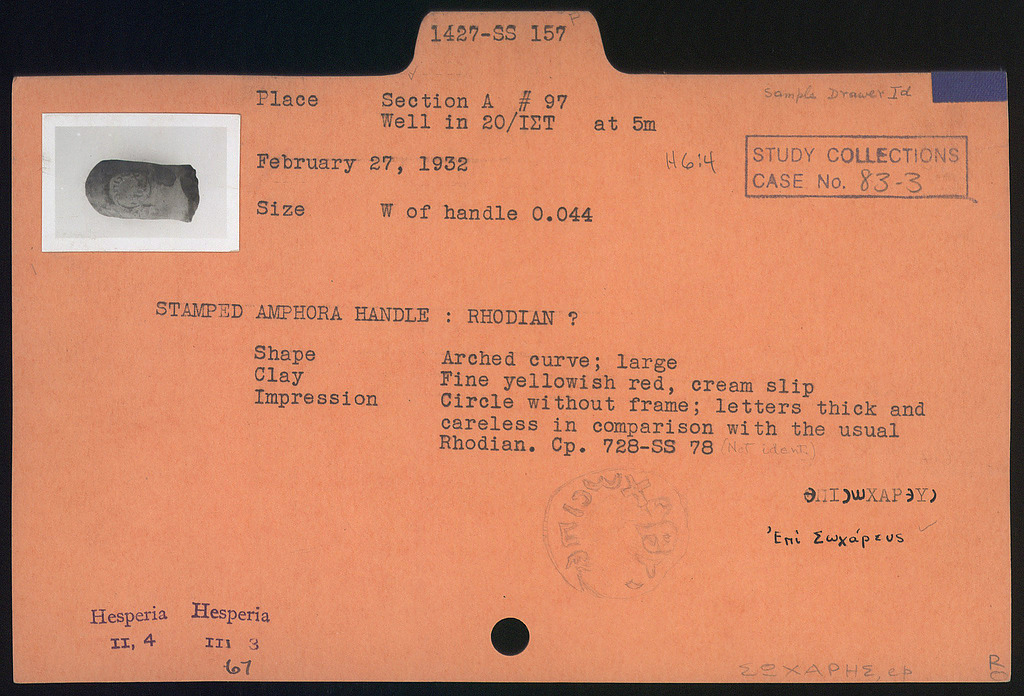 1427-SS 157
P
Sample Drawer Id
Place Section A # 97
Well in 20/ΙΣΤ at 5m
February 27, 1932
H 6:4
STUDY COLLECTIONS
CASE No. 83-3
Size W of handle 0.044
STAMPED AMPHORA HANDLE : RHODIAN ?
Shape Arched curve; large
Clay Fine yellowish red, cream slip
Impression Circle without frame; letters thick and
careless in comparison with the usual
Rhodian. Cp. 728-SS 78 (Not ident.)
϶ΠΙͽωΧΑΡ϶Υͽ
Ἐπὶ Σωχάρευς
Hesperia Hesperia
II, 4 III 3
67
ΣΩΧΑΡΗΣ, ep
R